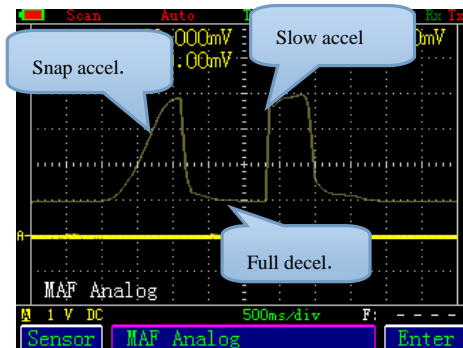 Scan Auto Rx Tx
000mV
.00mV
mV
Slow accel
Snap accel.
Full decel.
A-
MAF Analog
A 1 V DC 500ms/div F: - - - -
Sensor MAF Analog Enter